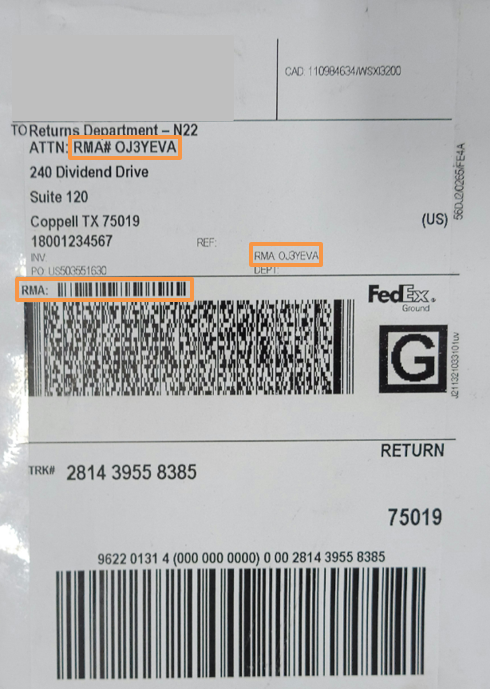 CAD: 110984634/WSXI3200
TO Returns Department – N22
ATTN: RMA# OJ3YEVA
240 Dividend Drive
Suite 120
Coppell TX 75019
(US)
18001234567
REF:
INV:
RMA OJ3YEVA
PO: US503551630
DEPT:
RMA:
56DJ2/0265/FE4A
FedEx®
Ground
G
J211321033101uv
RETURN
TRK# 2814 3955 8385
75019
9622 0131 4 (000 000 0000) 0 00 2814 3955 8385